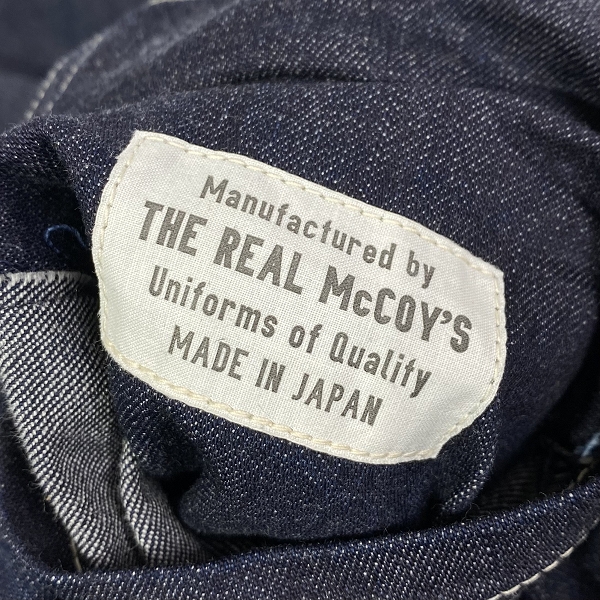 Manufactured by
THE REAL McCOY'S
Uniforms of Quality
MADE IN JAPAN